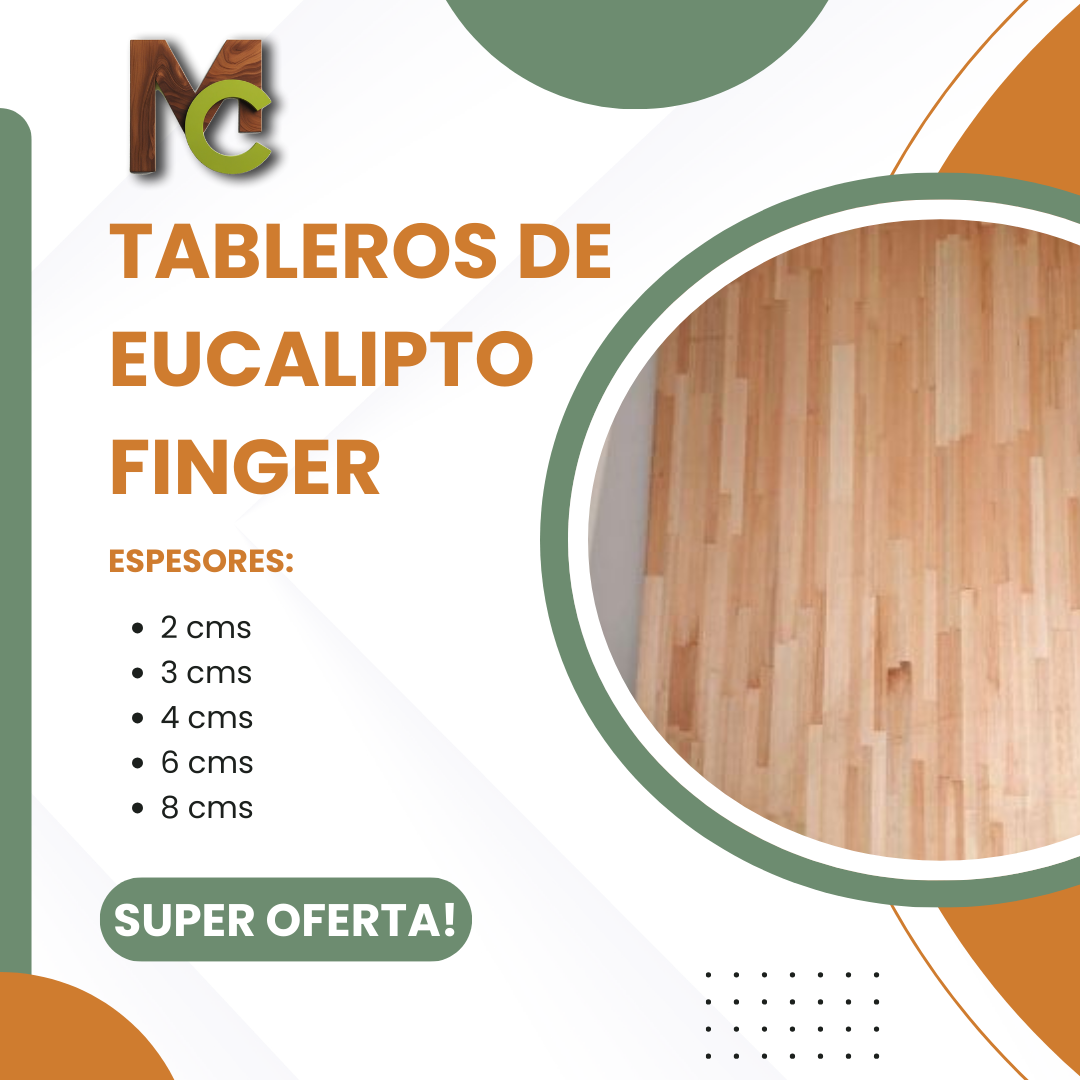 MC
TABLEROS DE
EUCALIPTO
FINGER
ESPESORES:
• 2 cms
• 3 cms
• 4 cms
• 6 cms
• 8 cms
SUPER OFERTA!